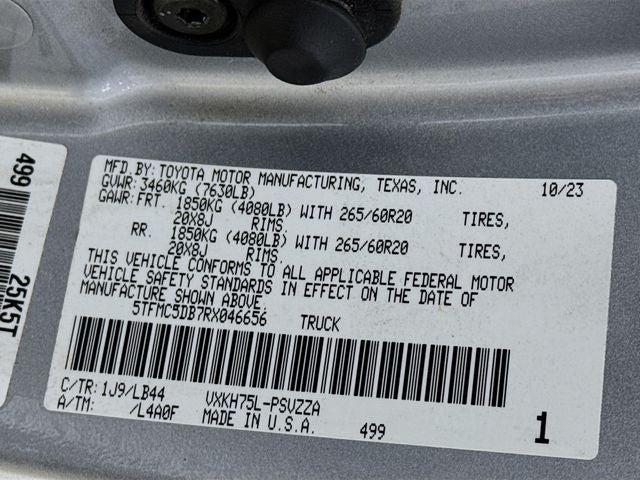 MFD.BY: TOYOTA MOTOR MANUFACTURING, TEXAS, INC. 10/23
GVWR: 3460KG (7630LB)
GAWR: FRT. 1850KG (4080LB) WITH 265/60R20 TIRES,
20X8J RIMS.
RR. 1850KG (4080LB) WITH 265/60R20 TIRES,
20X8J RIMS.
THIS VEHICLE CONFORMS TO ALL APPLICABLE FEDERAL MOTOR
VEHICLE SAFETY STANDARDS IN EFFECT ON THE DATE OF
MANUFACTURE SHOWN ABOVE.
5TFMC5DB7RX046656 TRUCK
C/TR: 1J9/LB44 VXKH75L-PSVZZA
A/TM: /L4A0F MADE IN U.S.A. 499 1
499 25K5T